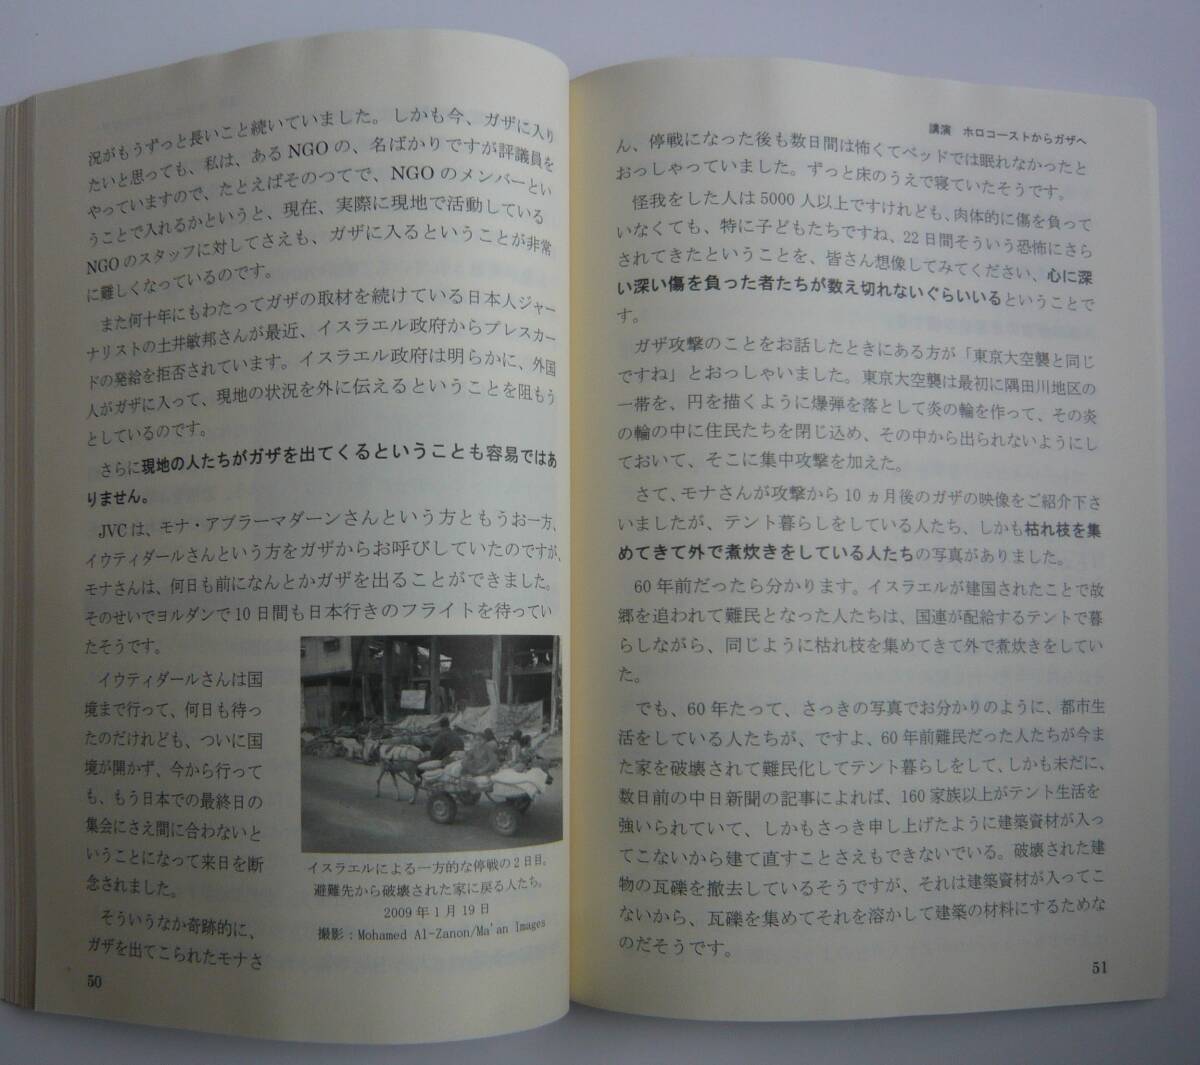 況がもうずっと長いこと続いていました。しかも今、ガザに入り
たいと思っても、私は、あるNGOの、名ばかりですが評議員を
やっていますので、たとえばそのつてで、NGOのメンバーとい
うことで入れるかというと、現在、実際に現地で活動している
NGOのスタッフに対してさえも、ガザに入るということが非常
に難しくなっているのです。
また何十年にもわたってガザの取材を続けている日本人ジャー
ナリストの土井敏邦さんが最近、イスラエル政府からプレスカー
ドの発給を拒否されています。イスラエル政府は明らかに、外国
人がガザに入って、現地の状況を外に伝えるということを阻もう
としているのです。
さらに現地の人たちがガザを出てくるということも容易ではあ
りません。
JVCは、モナ・アブラーマダーンさんという方ともうお一方、
イウティダールさんという方をガザからお呼びしていたのですが、
モナさんは、何日も前になんとかガザを出ることができました。
そのせいでヨルダンで10日間も日本行きのフライトを待ってい
たそうです。
イウティダールさんは国
境まで行って、何日も待っ
たのだけれども、ついに国
境が開かず、今から行って
も、もう日本での最終日の
集会にさえ間に合わないと
いうことになって来日を断
念されました。
そういうなか奇跡的に、
ガザを出てこられたモナさ
イスラエルによる一方的な停戦の2日目。
避難先から破壊された家に戻る人たち。
2009年1月19日
撮影：Mohamed Al-Zanon/Ma'an Images
50
講演 ホロコーストからガザへ
ん、停戦になった後も数日間は怖くてベッドでは眠れなかったと
おっしゃっていました。ずっと床のうえで寝ていたそうです。
怪我をした人は5000人以上ですけれども、肉体的に傷を負って
いなくても、特に子どもたちですね、22日間そういう恐怖にさら
されてきたということを、皆さん想像してみてください、心に深
い深い傷を負った者たちが数え切れないぐらいいるということで
す。
ガザ攻撃のことをお話したときにある方が「東京大空襲と同じ
ですね」とおっしゃいました。東京大空襲は最初に隅田川地区の
一帯を、円を描くように爆弾を落として炎の輪を作って、その炎
の輪の中に住民たちを閉じ込め、その中から出られないようにし
ておいて、そこに集中攻撃を加えた。
さて、モナさんが攻撃から10ヵ月後のガザの映像をご紹介下さ
いましたが、テント暮らしをしている人たち、しかも枯れ枝を集
めてきて外で煮炊きをしている人たちの写真がありました。
60年前だったら分かります。イスラエルが建国されたことで故
郷を追われて難民となった人たちは、国連が配給するテントで暮
らしながら、同じように枯れ枝を集めてきて外で煮炊きをしてい
た。
でも、60年たって、さっきの写真でお分かりのように、都市生
活をしている人たちが、ですよ、60年前難民だった人たちが今ま
た家を破壊されて難民化してテント暮らしをして、しかも未だに、
数日前の中日新聞の記事によれば、160家族以上がテント生活を
強いられていて、しかもさっき申し上げたように建築資材が入っ
てこないから建て直すことさえもできないでいる。破壊された建
物の瓦礫を撤去しているそうですが、それは建築資材が入ってこ
ないから、瓦礫を集めてそれを溶かして建築の材料にするためな
のだそうです。
51